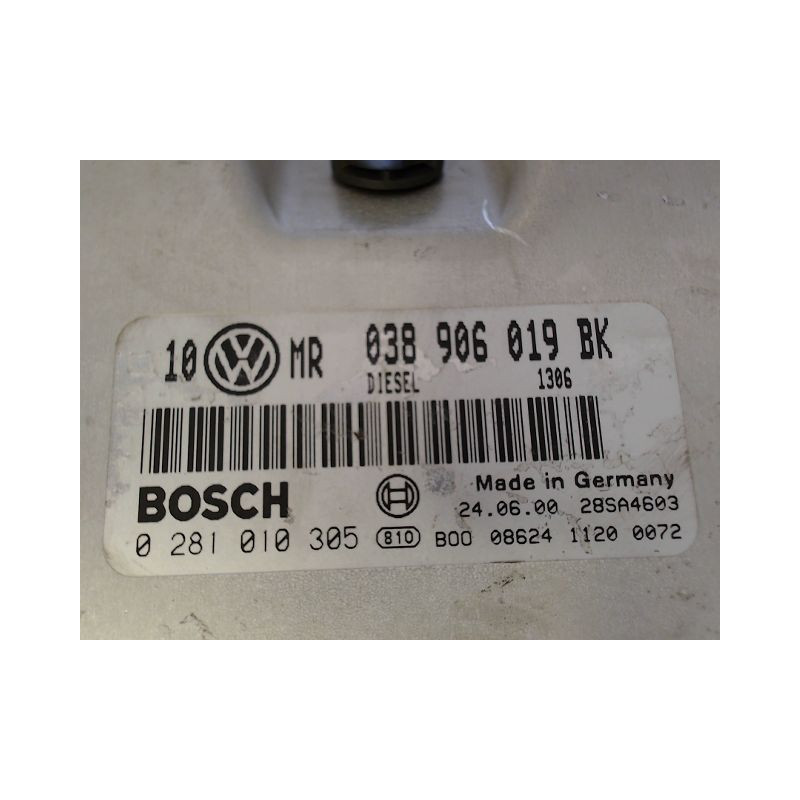 10 VW MR 038 906 019 BK
DIESEL 1306
BOSCH Made in Germany
24.06.00 28SA4603
0 281 010 305 810 B00 08624 1120 0072